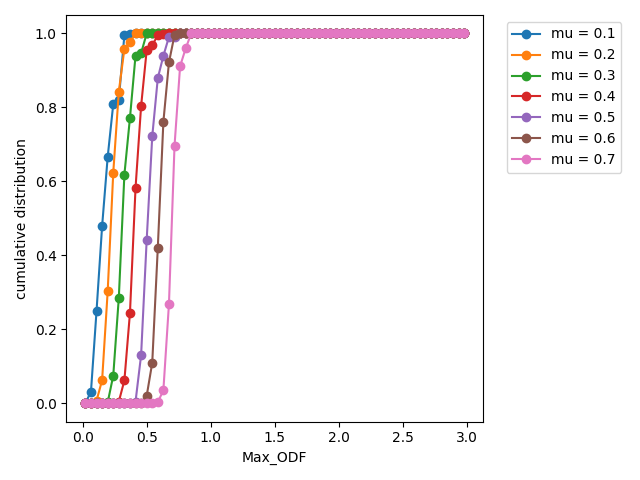 mu = 0.1
mu = 0.2
mu = 0.3
mu = 0.4
mu = 0.5
mu = 0.6
mu = 0.7
cumulative distribution
1.0
0.8
0.6
0.4
0.2
0.0
0.0 0.5 1.0 1.5 2.0 2.5 3.0
Max_ODF